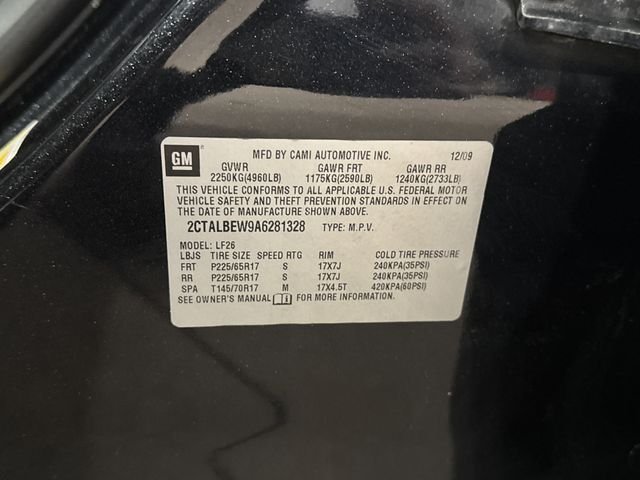 GM
MFD BY CAMI AUTOMOTIVE INC. 12/09
GVWR GAWR FRT GAWR RR
2250KG(4960LB) 1175KG(2590LB) 1240KG(2733LB)
THIS VEHICLE CONFORMS TO ALL APPLICABLE U.S. FEDERAL MOTOR
VEHICLE SAFETY AND THEFT PREVENTION STANDARDS IN EFFECT ON
THE DATE OF MANUFACTURE SHOWN ABOVE.
2CTALBEW9A6281328 TYPE: M.P.V.
MODEL: LF26
LBJS TIRE SIZE SPEED RTG RIM COLD TIRE PRESSURE
FRT P225/65R17 S 17X7J 240KPA(35PSI)
RR P225/65R17 S 17X7J 240KPA(35PSI)
SPA T145/70R17 M 17X4.5T 420KPA(60PSI)
SEE OWNER'S MANUAL FOR MORE INFORMATION.